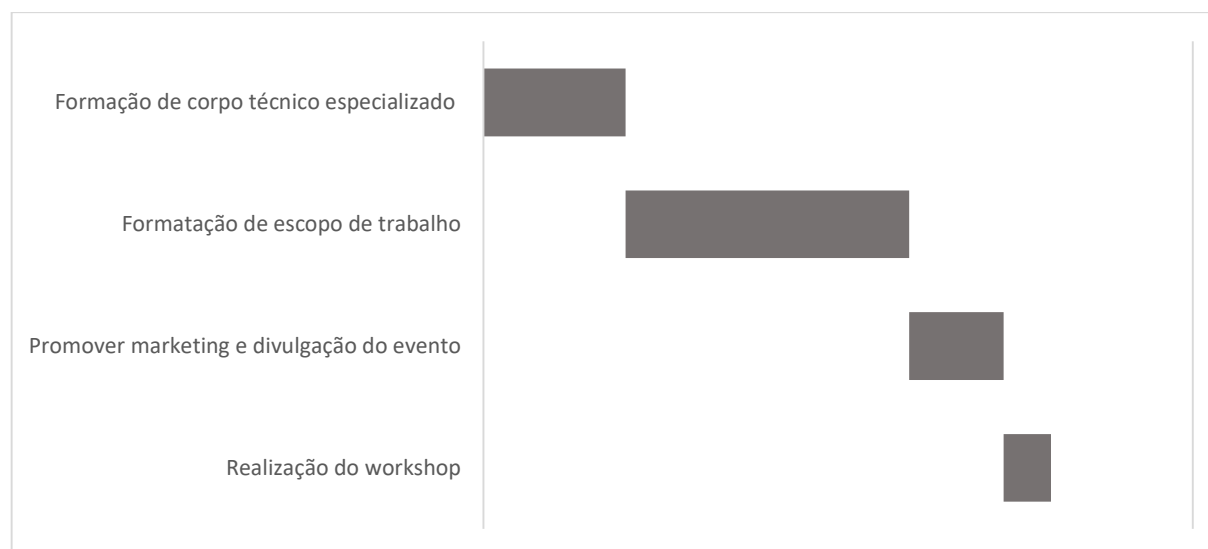 Formação de corpo técnico especializado
Formatação de escopo de trabalho
Promover marketing e divulgação do evento
Realização do workshop